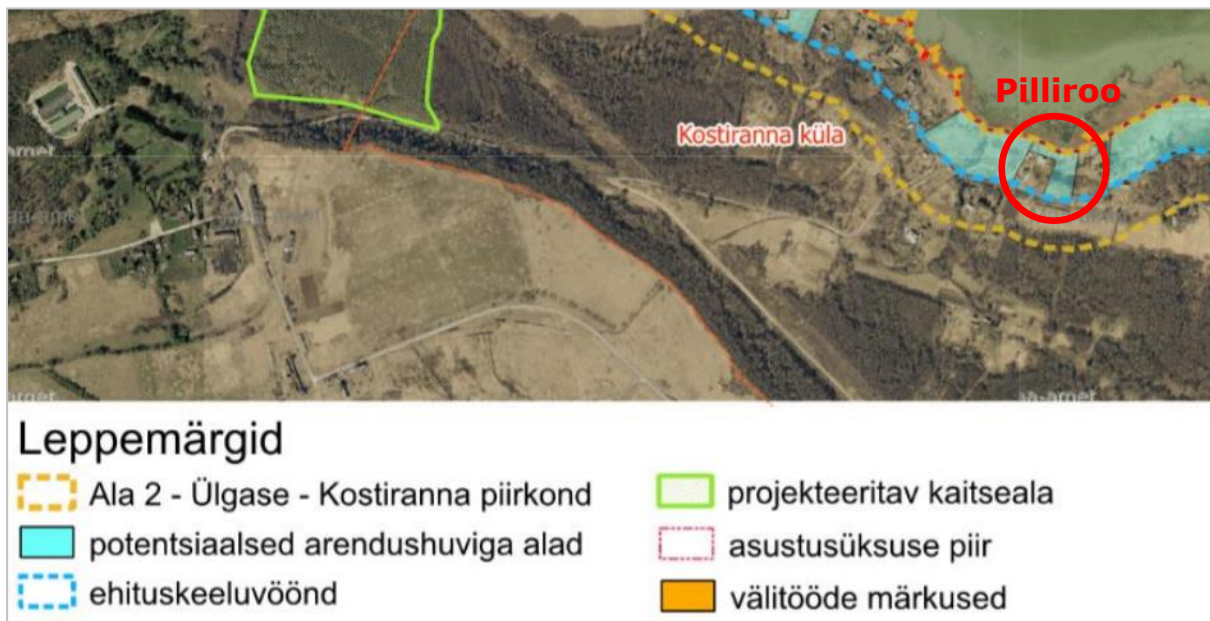 Pilliroo
Kostiranna küla
Leppemärgid
Ala 2 - Ülgase - Kostiranna piirkond
potentsiaalsed arendushuviga alad
ehituskeeluvöönd
projekteeritav kaitseala
asustusüksuse piir
välitööde märkused